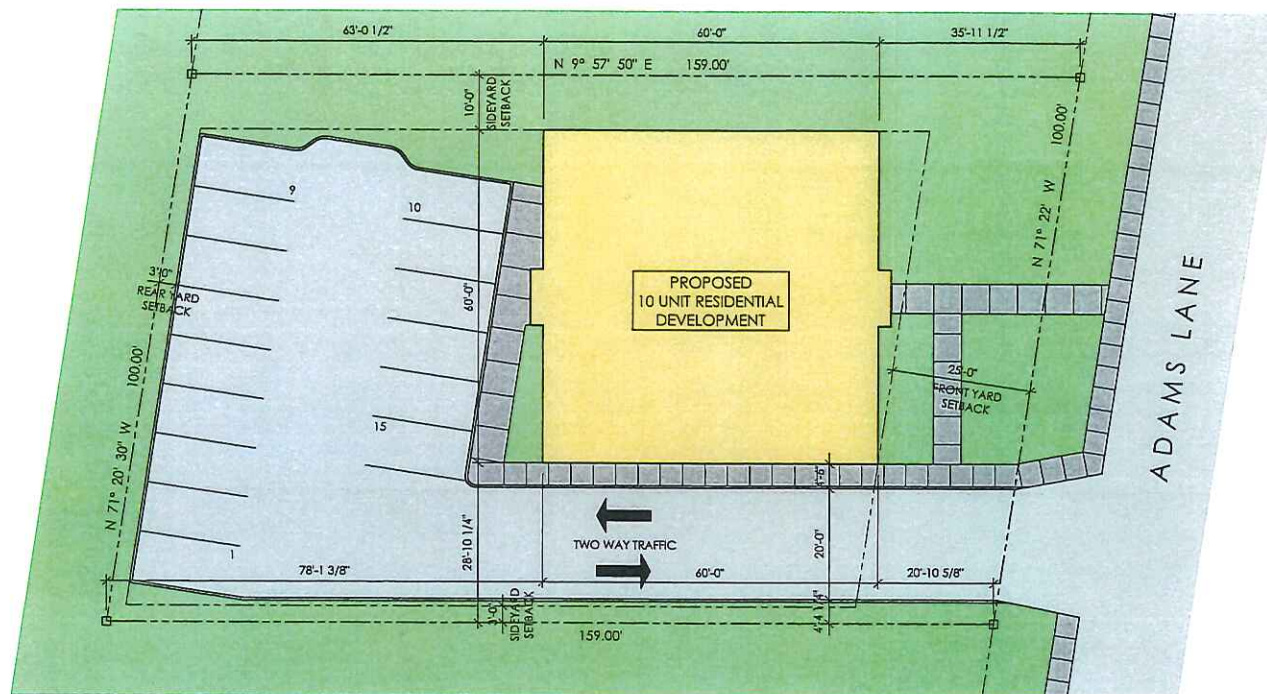 63'-0 1/2"
60'-0"
35'-11 1/2"
N 9° 57' 50" E 159.00'
10'-0"
SIDEYARD
SETBACK
N 71° 22' W 100.00'
9
10
3'0"
REAR YARD
SETBACK
60'-0"
PROPOSED
10 UNIT RESIDENTIAL
DEVELOPMENT
25'-0"
FRONT YARD
SETBACK
ADAMS LANE
15
N 71° 20' 30" W 100.00'
1
28'-10 1/4"
4'-6"
TWO WAY TRAFFIC
20'-0"
78'-1 3/8"
60'-0"
20'-10 5/8"
3'-0"
SIDEYARD
SETBACK
159.00'
4'-4 1/4"